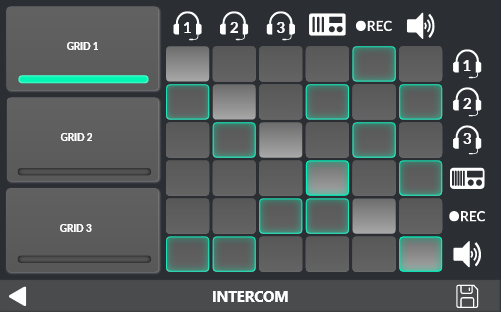 1 2 3 REC
GRID 1
1
2
GRID 2
3
REC
GRID 3
INTERCOM